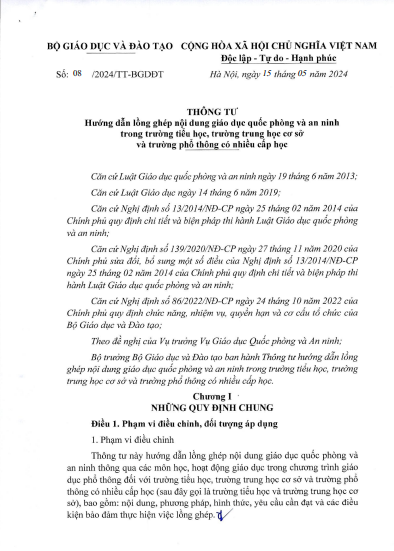 BỘ GIÁO DỤC VÀ ĐÀO TẠO CỘNG HÒA XÃ HỘI CHỦ NGHĨA VIỆT NAM
Độc lập - Tự do - Hạnh phúc
Số: 08 /2024/TT-BGDĐT Hà Nội, ngày 15 tháng 05 năm 2024
THÔNG TƯ
Hướng dẫn lồng ghép nội dung giáo dục quốc phòng và an ninh
trong trường tiểu học, trường trung học cơ sở
và trường phổ thông có nhiều cấp học
Căn cứ Luật Giáo dục quốc phòng và an ninh ngày 19 tháng 6 năm 2013;
Căn cứ Luật Giáo dục ngày 14 tháng 6 năm 2019;
Căn cứ Nghị định số 13/2014/NĐ-CP ngày 25 tháng 02 năm 2014 của
Chính phủ quy định chi tiết và biện pháp thi hành Luật Giáo dục quốc phòng
và an ninh;
Căn cứ Nghị định số 139/2020/NĐ-CP ngày 27 tháng 11 năm 2020 của
Chính phủ sửa đổi, bổ sung một số điều của Nghị định số 13/2014/NĐ-CP
ngày 25 tháng 02 năm 2014 của Chính phủ quy định chi tiết và biện pháp thi
hành Luật Giáo dục quốc phòng và an ninh;
Căn cứ Nghị định số 86/2022/NĐ-CP ngày 24 tháng 10 năm 2022 của
Chính phủ quy định chức năng, nhiệm vụ, quyền hạn và cơ cấu tổ chức của
Bộ Giáo dục và Đào tạo;
Theo đề nghị của Vụ trưởng Vụ Giáo dục Quốc phòng và An ninh;
Bộ trưởng Bộ Giáo dục và Đào tạo ban hành Thông tư hướng dẫn lồng
ghép nội dung giáo dục quốc phòng và an ninh trong trường tiểu học, trường
trung học cơ sở và trường phổ thông có nhiều cấp học.
Chương I
NHỮNG QUY ĐỊNH CHUNG
Điều 1. Phạm vi điều chỉnh, đối tượng áp dụng
1. Phạm vi điều chỉnh
Thông tư này hướng dẫn lồng ghép nội dung giáo dục quốc phòng và
an ninh thông qua các môn học, hoạt động giáo dục trong chương trình giáo
dục phổ thông đối với trường tiểu học, trường trung học cơ sở và trường phổ
thông có nhiều cấp học (sau đây gọi là trường tiểu học và trường trung học cơ
sở), bao gồm: nội dung, phương pháp, hình thức, yêu cầu cần đạt và các điều
kiện bảo đảm thực hiện việc lồng ghép.